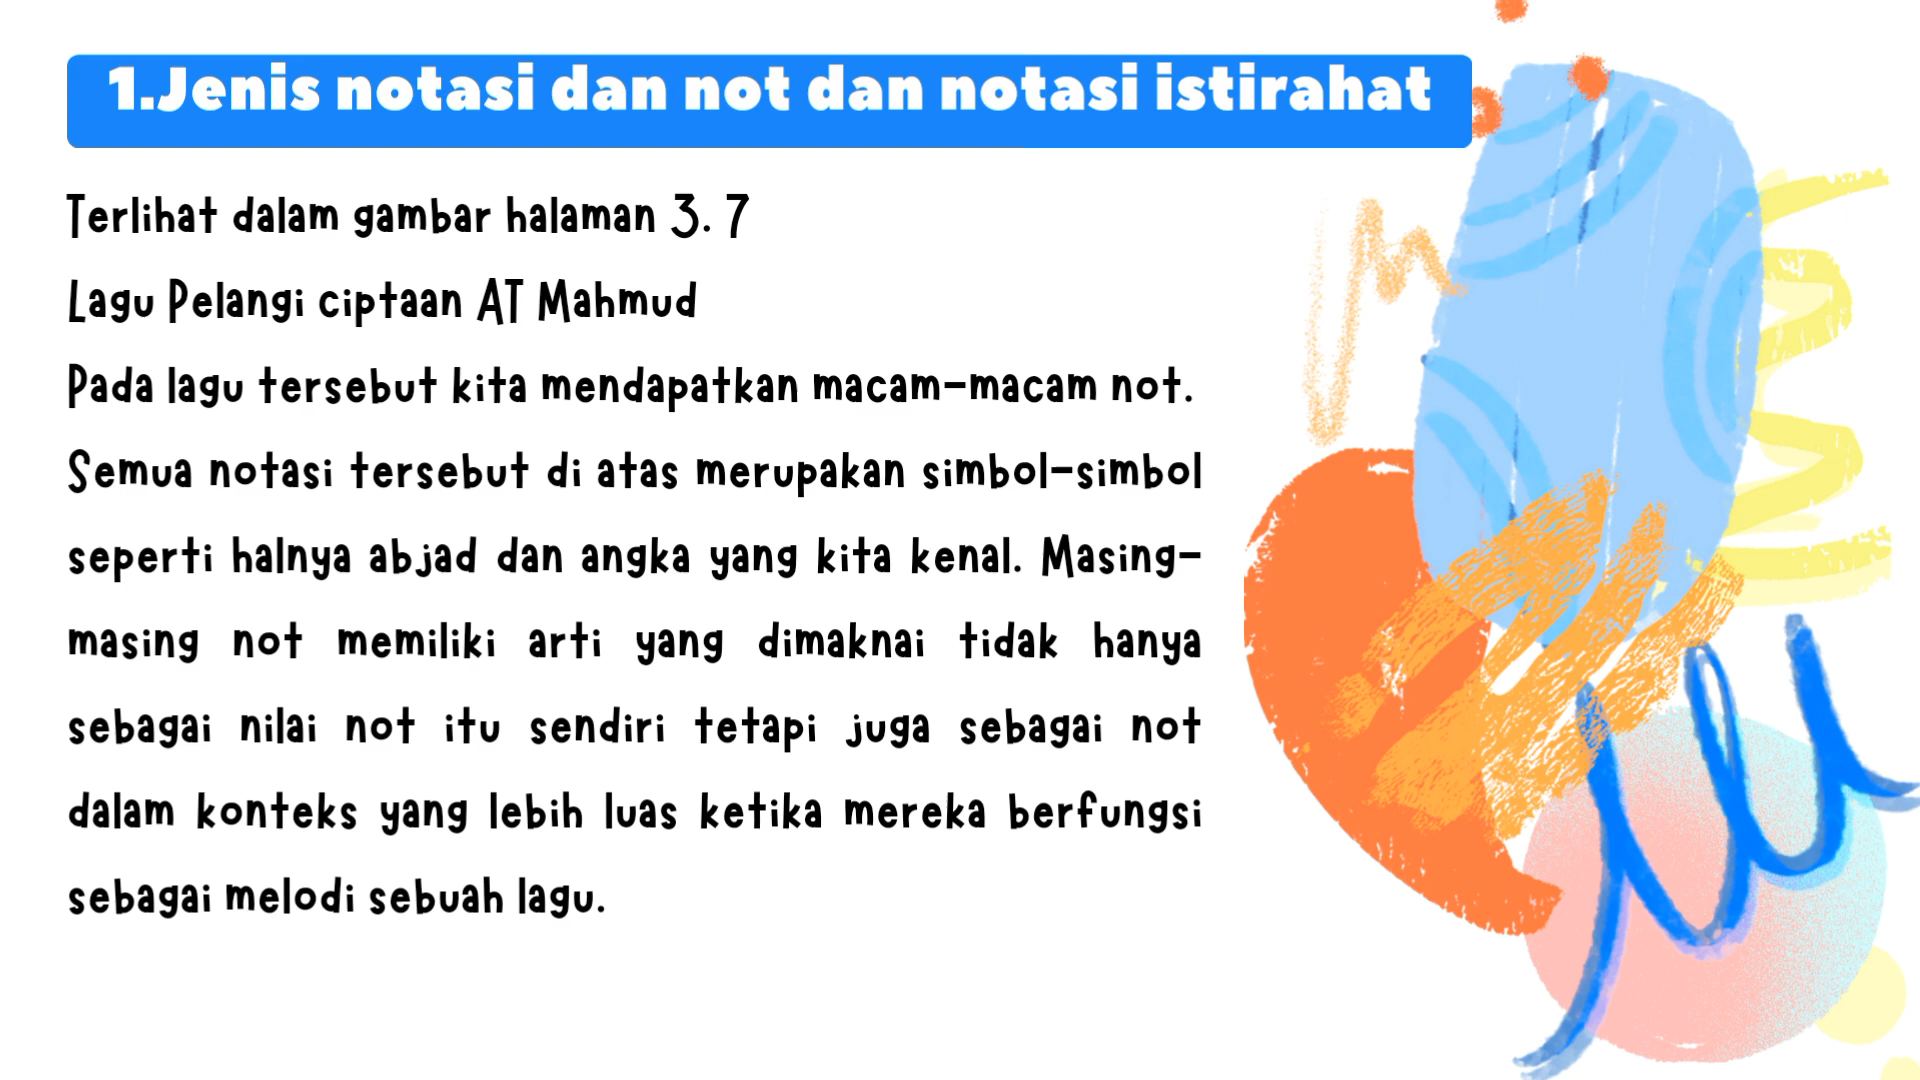 1.Jenis notasi dan not dan notasi istirahat
Terlihat dalam gambar halaman 3. 7
Lagu Pelangi ciptaan AT Mahmud
Pada lagu tersebut kita mendapatkan macam-macam not.
Semua notasi tersebut di atas merupakan simbol-simbol
seperti halnya abjad dan angka yang kita kenal. Masing-
masing not memiliki arti yang dimaknai tidak hanya
sebagai nilai not itu sendiri tetapi juga sebagai not
dalam konteks yang lebih luas ketika mereka berfungsi
sebagai melodi sebuah lagu.